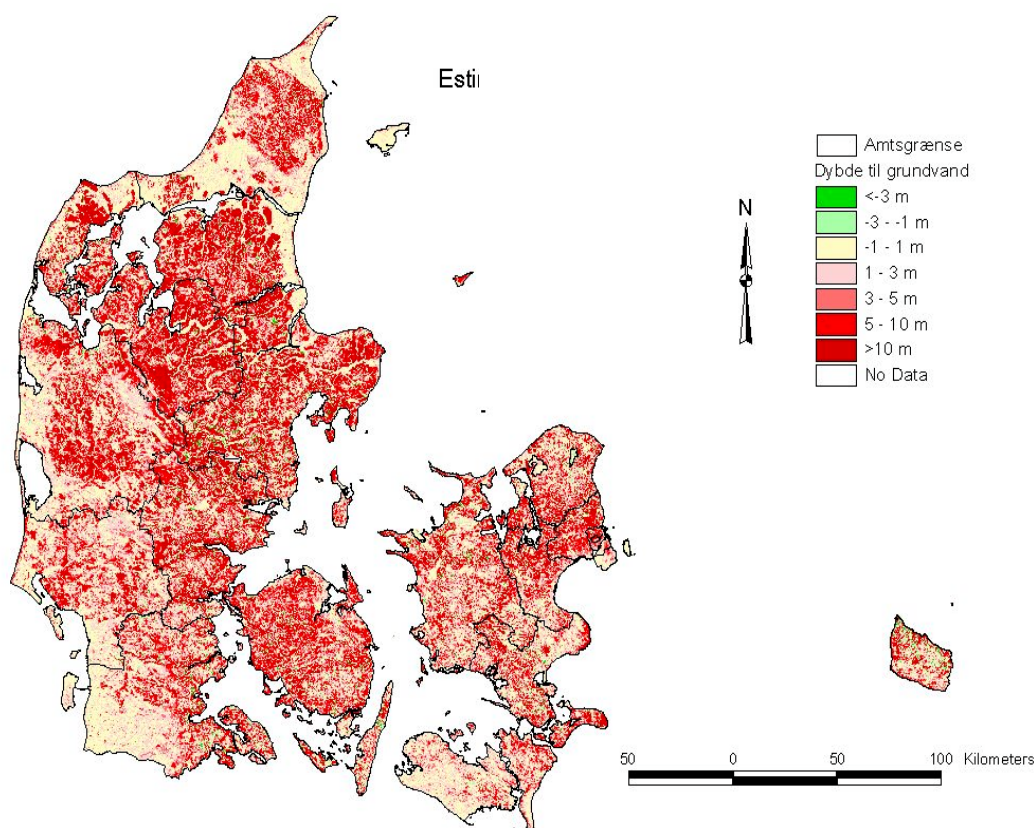 Esti
N
Amtsgrænse
Dybde til grundvand
<-3 m
-3 - -1 m
-1 - 1 m
1 - 3 m
3 - 5 m
5 - 10 m
>10 m
No Data
50 0 50 100 Kilometers